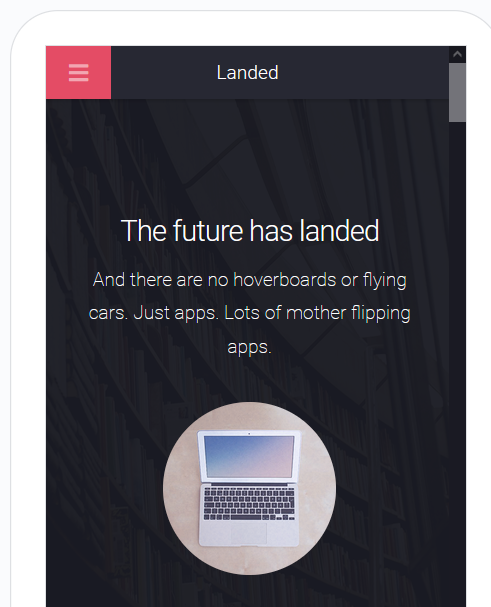 Landed
The future has landed
And there are no hoverboards or flying
cars. Just apps. Lots of mother flipping
apps.